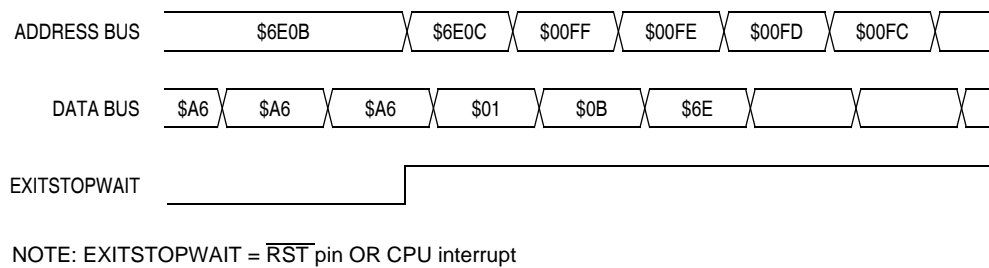 ADDRESS BUS $6E0B $6E0C $00FF $00FE $00FD $00FC
DATA BUS $A6 $A6 $A6 $01 $0B $6E
EXITSTOPWAIT
NOTE: EXITSTOPWAIT = RST pin OR CPU interrupt